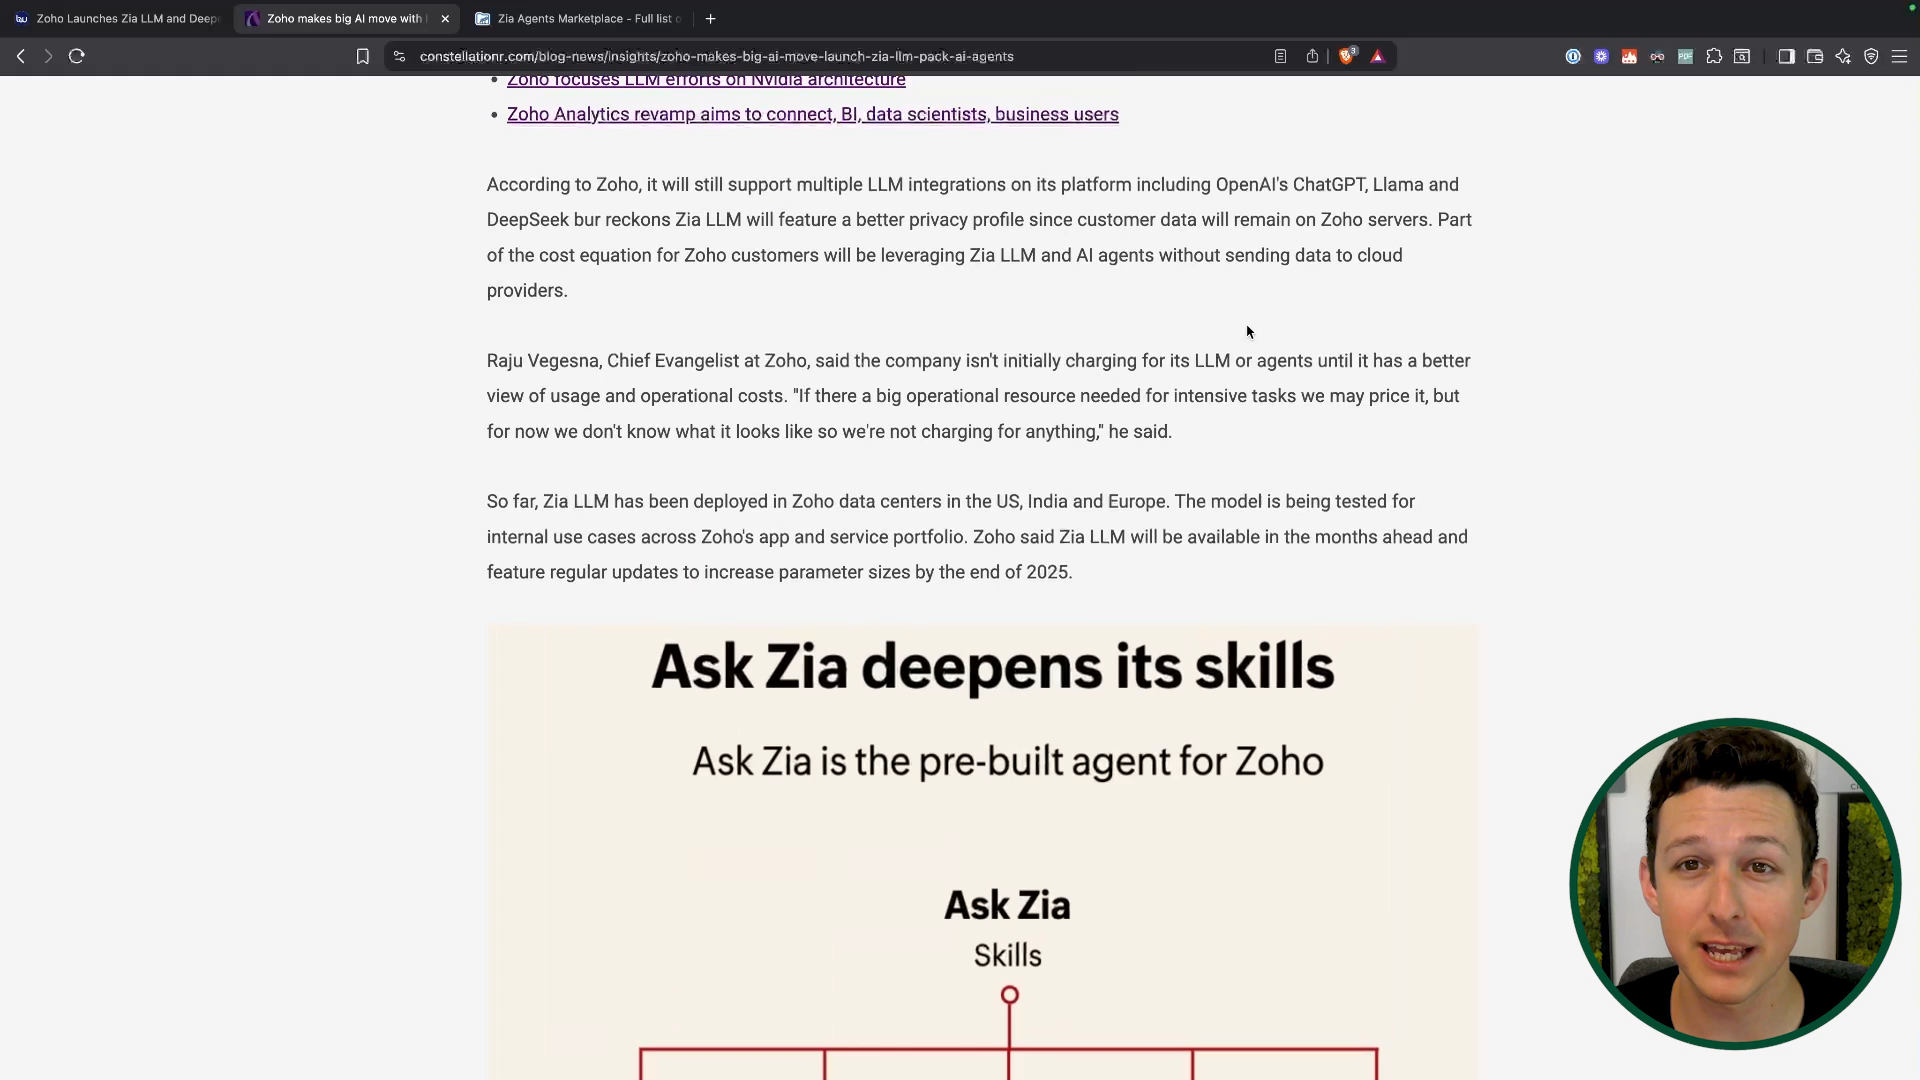 Zoho Launches Zia LLM and Deep
Zoho makes big AI move with
Zia Agents Marketplace - Full list o
constellationr.com/blog-news/insights/zoho-makes-big-ai-move-launch-zia-llm-pack-ai-agents
3
PDF
Zoho focuses LLM efforts on Nvidia architecture
Zoho Analytics revamp aims to connect, BI, data scientists, business users
According to Zoho, it will still support multiple LLM integrations on its platform including OpenAI's ChatGPT, Llama and
DeepSeek bur reckons Zia LLM will feature a better privacy profile since customer data will remain on Zoho servers. Part
of the cost equation for Zoho customers will be leveraging Zia LLM and AI agents without sending data to cloud
providers.
Raju Vegesna, Chief Evangelist at Zoho, said the company isn't initially charging for its LLM or agents until it has a better
view of usage and operational costs. "If there a big operational resource needed for intensive tasks we may price it, but
for now we don't know what it looks like so we're not charging for anything," he said.
So far, Zia LLM has been deployed in Zoho data centers in the US, India and Europe. The model is being tested for
internal use cases across Zoho's app and service portfolio. Zoho said Zia LLM will be available in the months ahead and
feature regular updates to increase parameter sizes by the end of 2025.
Ask Zia deepens its skills
Ask Zia is the pre-built agent for Zoho
Ask Zia
Skills